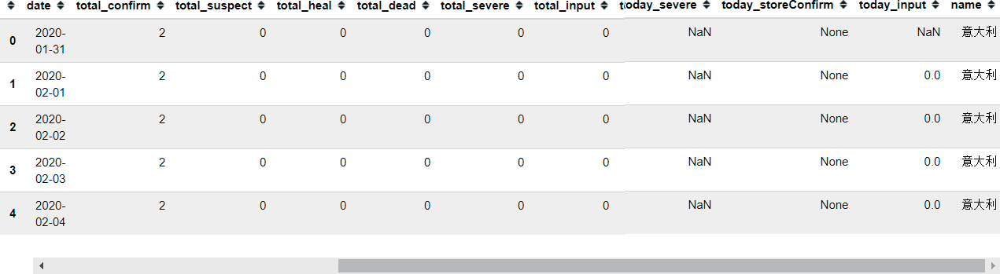 date total_confirm total_suspect total_heal total_dead total_severe total_input today_severe today_storeConfirm today_input name
0 2020-01-31 2 0 0 0 0 0 NaN None NaN 意大利
1 2020-02-01 2 0 0 0 0 0 NaN None 0.0 意大利
2 2020-02-02 2 0 0 0 0 0 NaN None 0.0 意大利
3 2020-02-03 2 0 0 0 0 0 NaN None 0.0 意大利
4 2020-02-04 2 0 0 0 0 0 NaN None 0.0 意大利